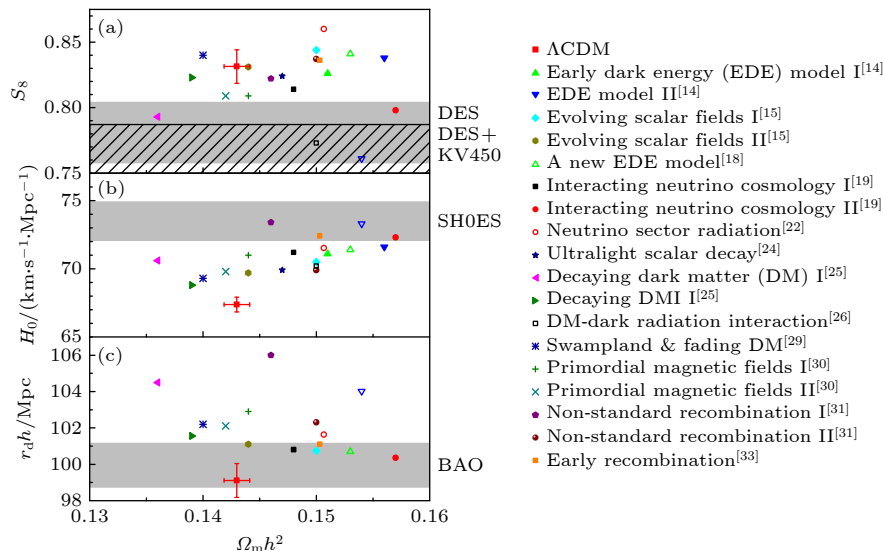 (a)
0.85
0.80
0.75
S₈
DES
DES+
KV450
(b)
75
70
65
H₀/(km·s⁻¹·Mpc⁻¹)
SH0ES
(c)
106
104
102
100
98
r_d h/Mpc
BAO
0.13 0.14 0.15 0.16
Ω_m h²
ΛCDM
Early dark energy (EDE) model I[14]
EDE model II[14]
Evolving scalar fields I[15]
Evolving scalar fields II[15]
A new EDE model[18]
Interacting neutrino cosmology I[19]
Interacting neutrino cosmology II[19]
Neutrino sector radiation[22]
Ultralight scalar decay[24]
Decaying dark matter (DM) I[25]
Decaying DMI I[25]
DM-dark radiation interaction[26]
Swampland & fading DM[29]
Primordial magnetic fields I[30]
Primordial magnetic fields II[30]
Non-standard recombination I[31]
Non-standard recombination II[31]
Early recombination[33]